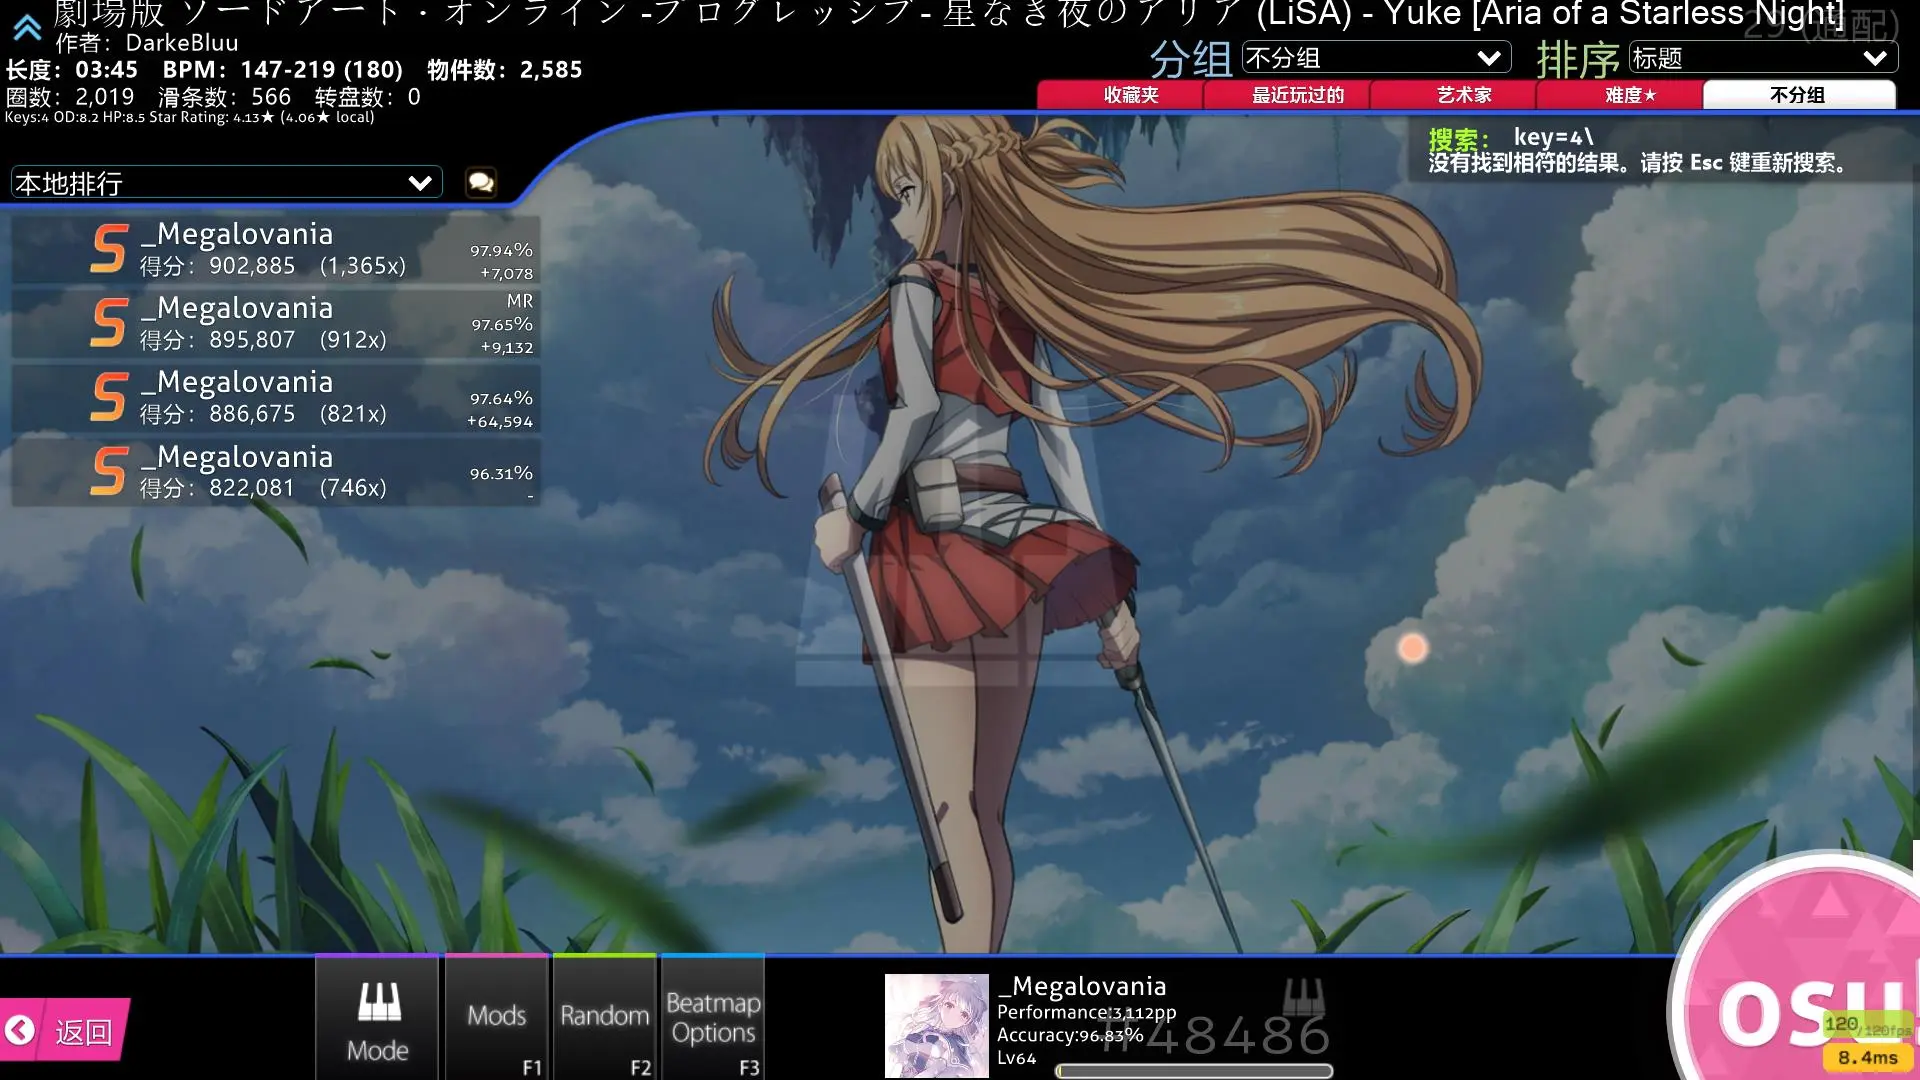 劇場版 ソードアート・オンライン -プログレッシブ- 星なき夜のアリア (LiSA) - Yuke [Aria of a Starless Night]
作者： DarkeBluu
长度：03:45 BPM：147-219 (180) 物件数：2,585
圈数：2,019 滑条数：566 转盘数：0
Keys:4 OD:8.2 HP:8.5 Star Rating: 4.13★ (4.06★ local)
分组 不分组 排序 标题
收藏夹 最近玩过的 艺术家 难度★ 不分组
搜索： key=4\
没有找到相符的结果。请按 Esc 键重新搜索。
本地排行
S _Megalovania
得分：902,885 (1,365x)
97.94%
+7,078
S _Megalovania
得分：895,807 (912x)
MR
97.65%
+9,132
S _Megalovania
得分：886,675 (821x)
97.64%
+64,594
S _Megalovania
得分：822,081 (746x)
96.31%
-
返回
Mode
Mods
F1
Random
F2
Beatmap
Options
F3
_Megalovania
Performance:3,112pp
Accuracy:96.83%
Lv64
#48486
osu
120/120fps
8.4ms